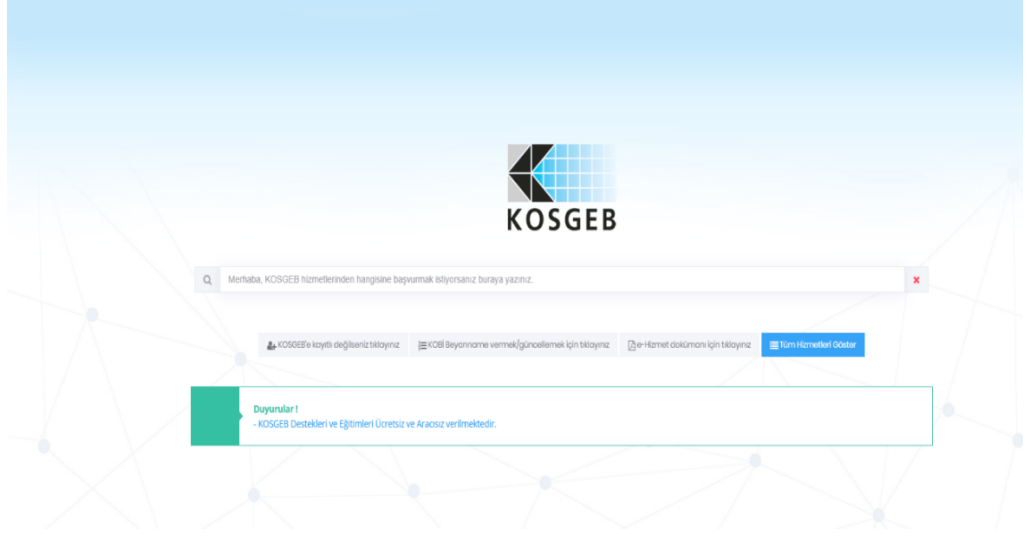 KOSGEB
Merhaba, KOSGEB hizmetlerinden hangisine başvurmak istiyorsanız buraya yazınız.
KOSGEB'e kayıtlı değilseniz tıklayınız
KOBİ Beyanname vermek/güncellemek için tıklayınız
e-Hizmet dokümanı için tıklayınız
Tüm Hizmetleri Göster
Duyurular !
- KOSGEB Destekleri ve Eğitimleri Ücretsiz ve Aracısız verilmektedir.